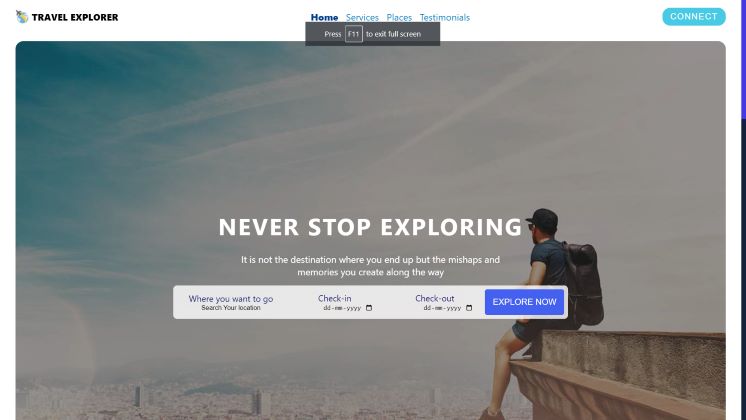 TRAVEL EXPLORER
Home Services Places Testimonials
CONNECT
Press F11 to exit full screen
NEVER STOP EXPLORING
It is not the destination where you end up but the mishaps and
memories you create along the way
Where you want to go
Search Your location
Check-in
dd-mm-yyyy
Check-out
dd-mm-yyyy
EXPLORE NOW